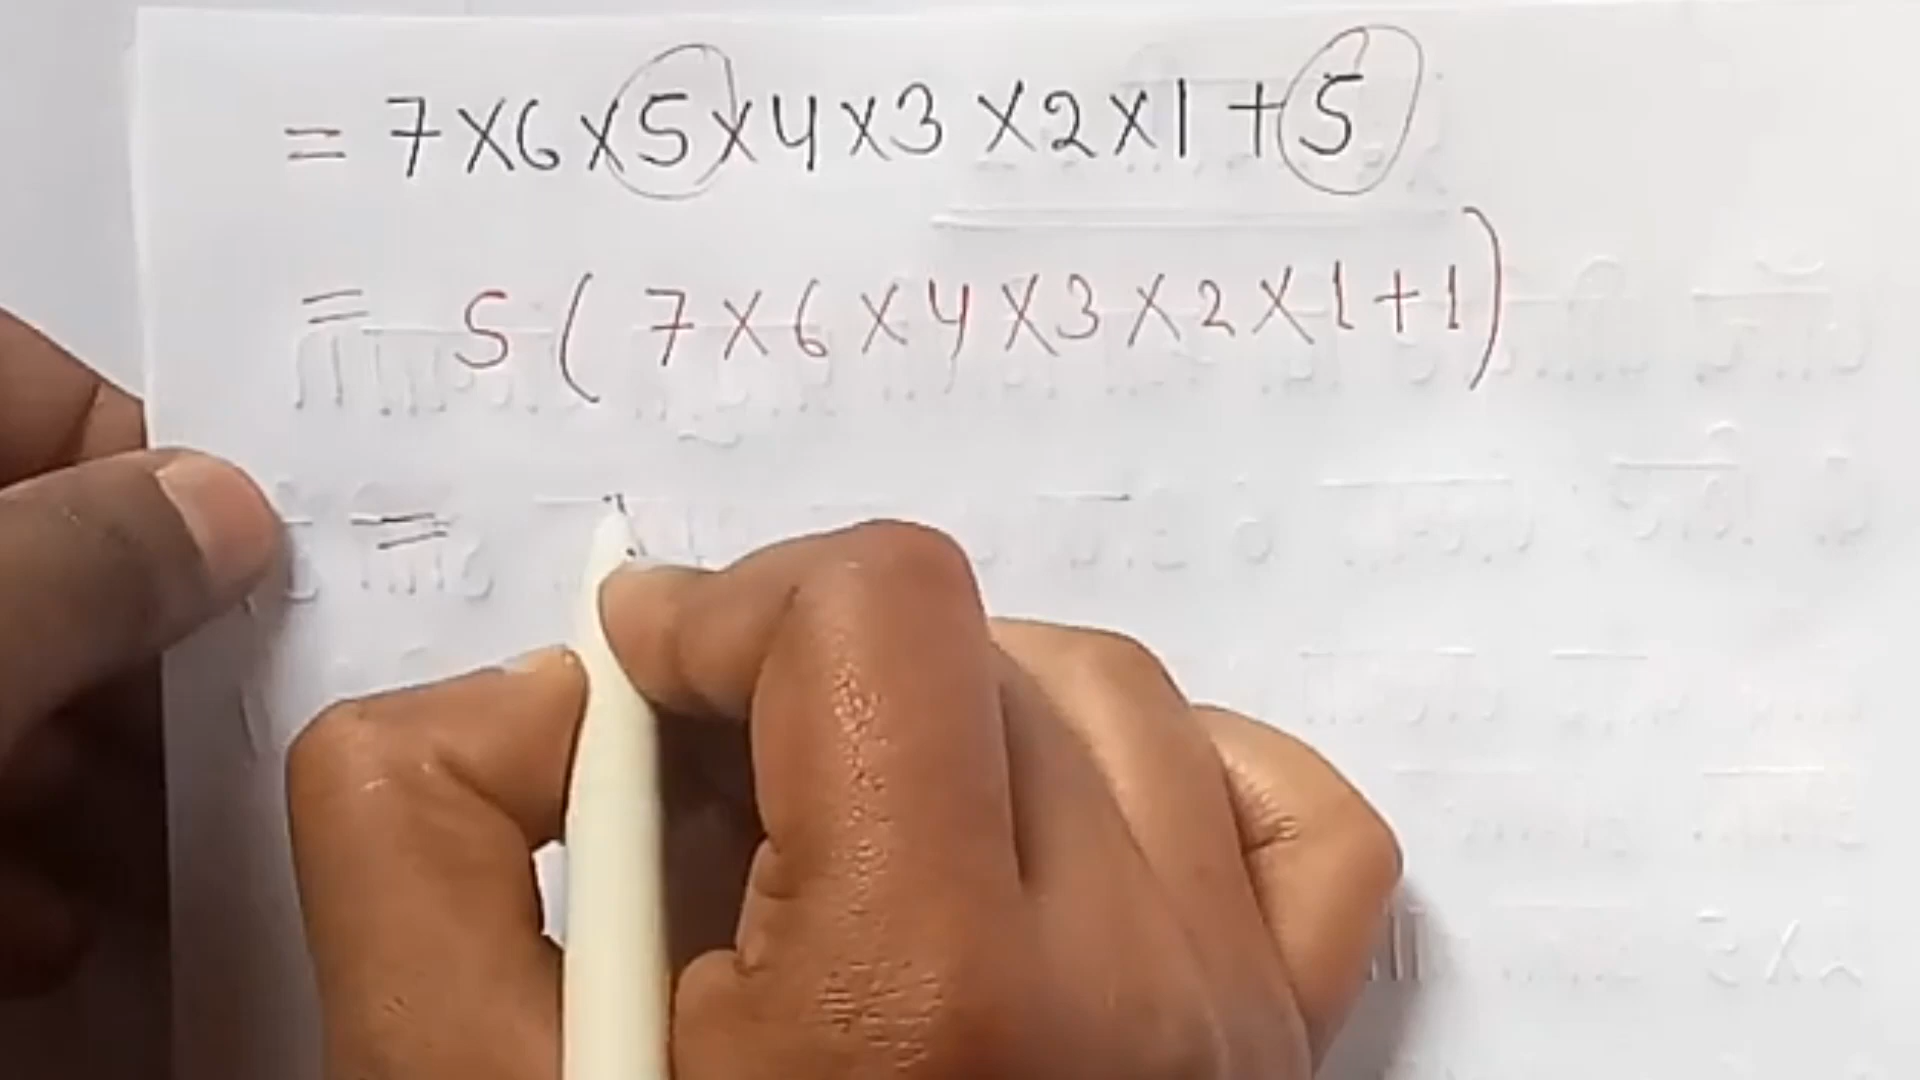 = 7×6×5×4×3×2×1+5
= 5(7×6×4×3×2×1+1)
=